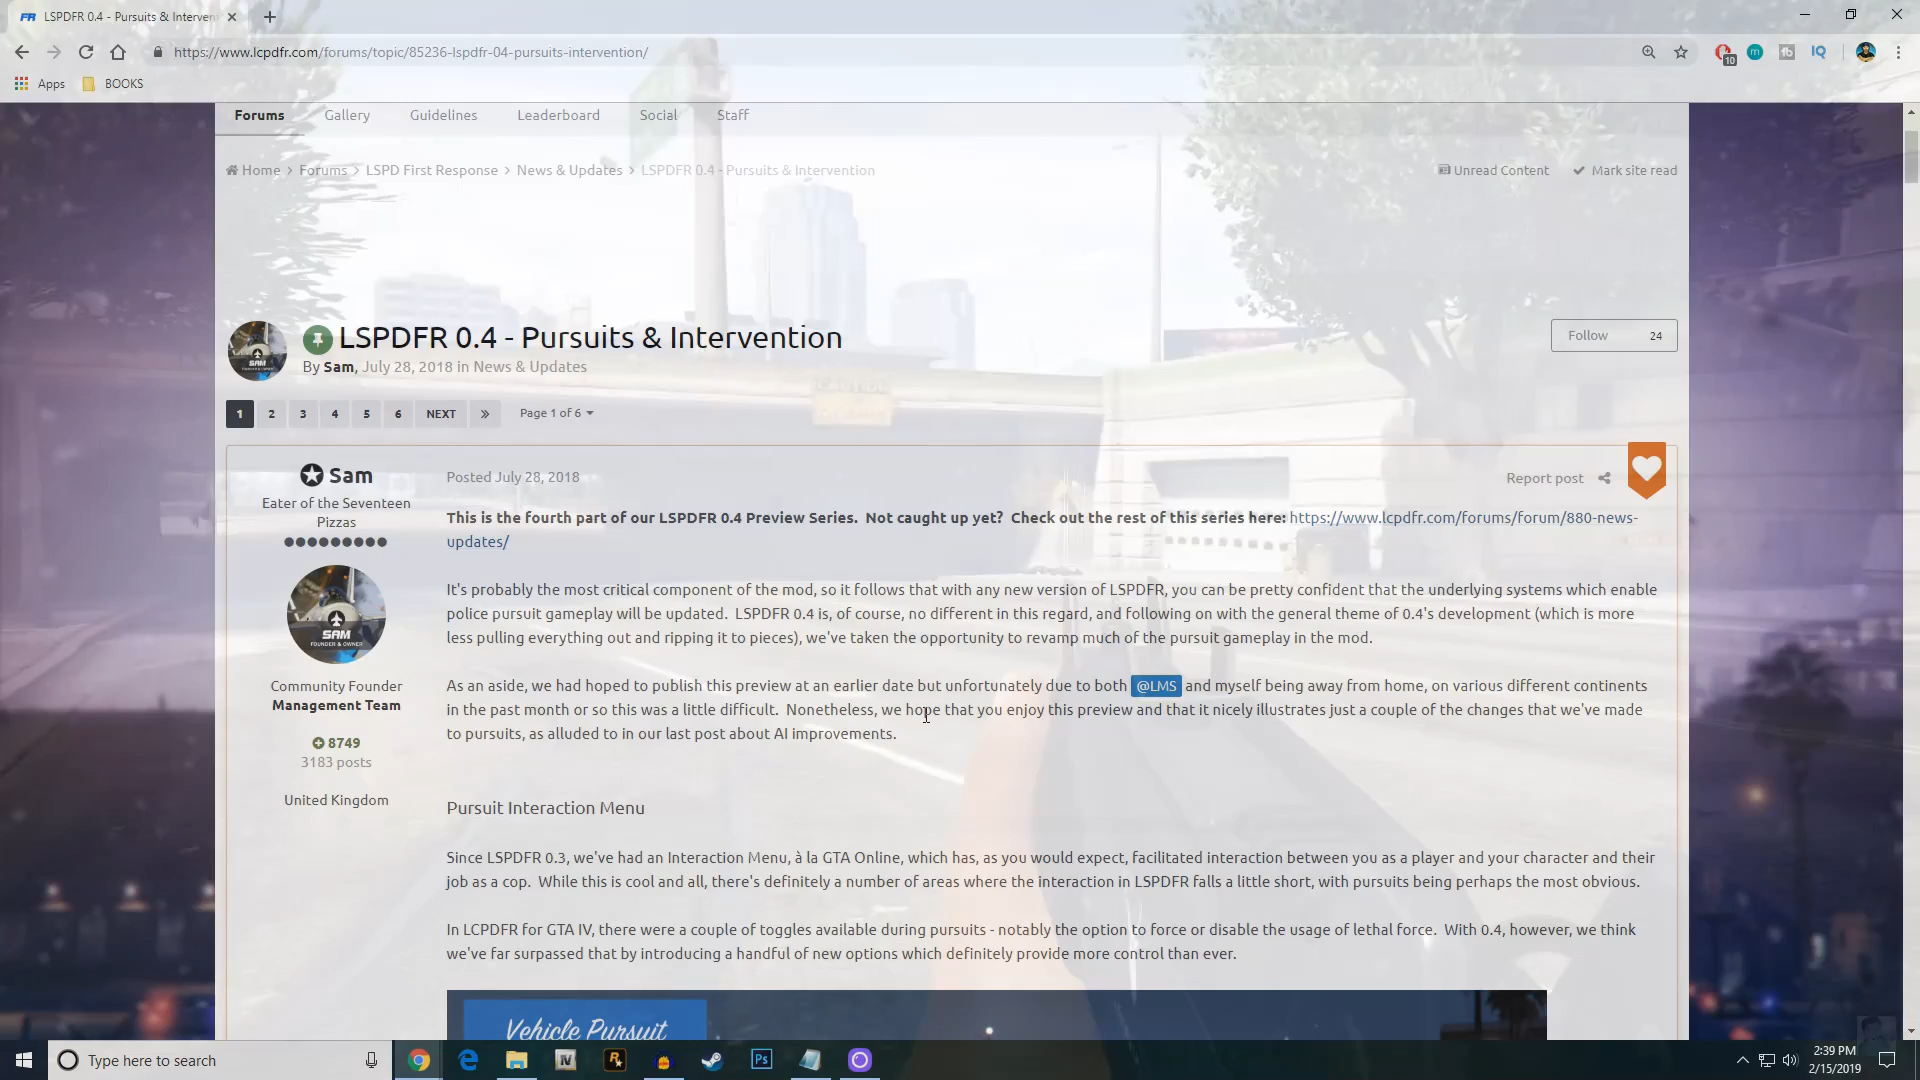 LSPDFR 0.4 - Pursuits & Interven
https://www.lcpdfr.com/forums/topic/85236-lspdfr-04-pursuits-intervention/
10
m
tb
IQ
Apps
BOOKS
Forums
Gallery
Guidelines
Leaderboard
Social
Staff
Home > Forums > LSPD First Response > News & Updates > LSPDFR 0.4 - Pursuits & Intervention
Unread Content
Mark site read
LSPDFR 0.4 - Pursuits & Intervention
By Sam, July 28, 2018 in News & Updates
Follow 24
1 2 3 4 5 6 NEXT » Page 1 of 6
Sam
Eater of the Seventeen
Pizzas
SAM
FOUNDER & OWNER
Community Founder
Management Team
8749
3183 posts
United Kingdom
Posted July 28, 2018
Report post
This is the fourth part of our LSPDFR 0.4 Preview Series.  Not caught up yet?  Check out the rest of this series here: https://www.lcpdfr.com/forums/forum/880-news-
updates/
It's probably the most critical component of the mod, so it follows that with any new version of LSPDFR, you can be pretty confident that the underlying systems which enable
police pursuit gameplay will be updated.  LSPDFR 0.4 is, of course, no different in this regard, and following on with the general theme of 0.4's development (which is more
less pulling everything out and ripping it to pieces), we've taken the opportunity to revamp much of the pursuit gameplay in the mod.
As an aside, we had hoped to publish this preview at an earlier date but unfortunately due to both @LMS and myself being away from home, on various different continents
in the past month or so this was a little difficult.  Nonetheless, we hope that you enjoy this preview and that it nicely illustrates just a couple of the changes that we've made
to pursuits, as alluded to in our last post about AI improvements.
Pursuit Interaction Menu
Since LSPDFR 0.3, we've had an Interaction Menu, à la GTA Online, which has, as you would expect, facilitated interaction between you as a player and your character and their
job as a cop.  While this is cool and all, there's definitely a number of areas where the interaction in LSPDFR falls a little short, with pursuits being perhaps the most obvious.
In LCPDFR for GTA IV, there were a couple of toggles available during pursuits - notably the option to force or disable the usage of lethal force.  With 0.4, however, we think
we've far surpassed that by introducing a handful of new options which definitely provide more control than ever.
Vehicle Pursuit
Type here to search
2:39 PM
2/15/2019